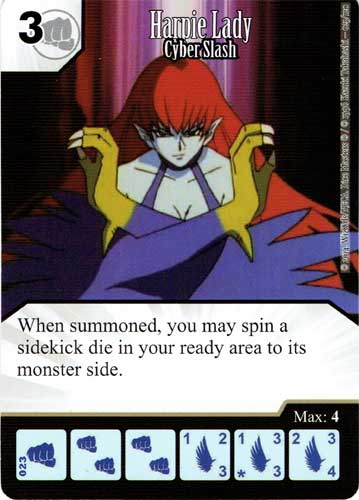 3
Harpie Lady
Cyber Slash
When summoned, you may spin a
sidekick die in your ready area to its
monster side.
Max: 4
023
1 2
3
1 3
* 3
2 3
4